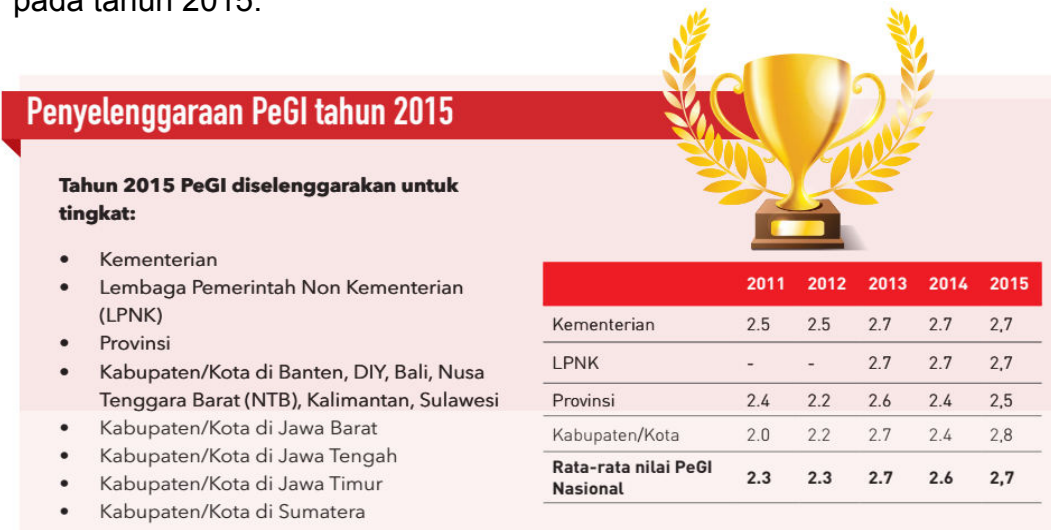 pada tahun 2015.
Penyelenggaraan PeGI tahun 2015
Tahun 2015 PeGI diselenggarakan untuk
tingkat:
• Kementerian
• Lembaga Pemerintah Non Kementerian
(LPNK)
• Provinsi
• Kabupaten/Kota di Banten, DIY, Bali, Nusa
Tenggara Barat (NTB), Kalimantan, Sulawesi
• Kabupaten/Kota di Jawa Barat
• Kabupaten/Kota di Jawa Tengah
• Kabupaten/Kota di Jawa Timur
• Kabupaten/Kota di Sumatera
2011 2012 2013 2014 2015
Kementerian 2.5 2.5 2.7 2.7 2,7
LPNK - - 2.7 2.7 2,7
Provinsi 2.4 2.2 2.6 2.4 2,5
Kabupaten/Kota 2.0 2.2 2.7 2.4 2,8
Rata-rata nilai PeGI
Nasional 2.3 2.3 2.7 2.6 2,7